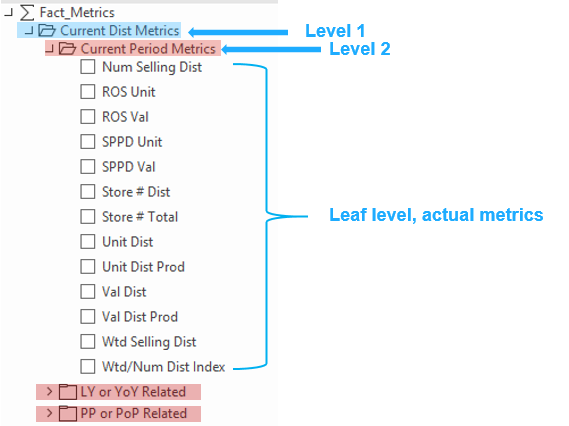 Fact_Metrics
Current Dist Metrics
Level 1
Current Period Metrics
Level 2
Num Selling Dist
ROS Unit
ROS Val
SPPD Unit
SPPD Val
Store # Dist
Store # Total
Leaf level, actual metrics
Unit Dist
Unit Dist Prod
Val Dist
Val Dist Prod
Wtd Selling Dist
Wtd/Num Dist Index
LY or YoY Related
PP or PoP Related